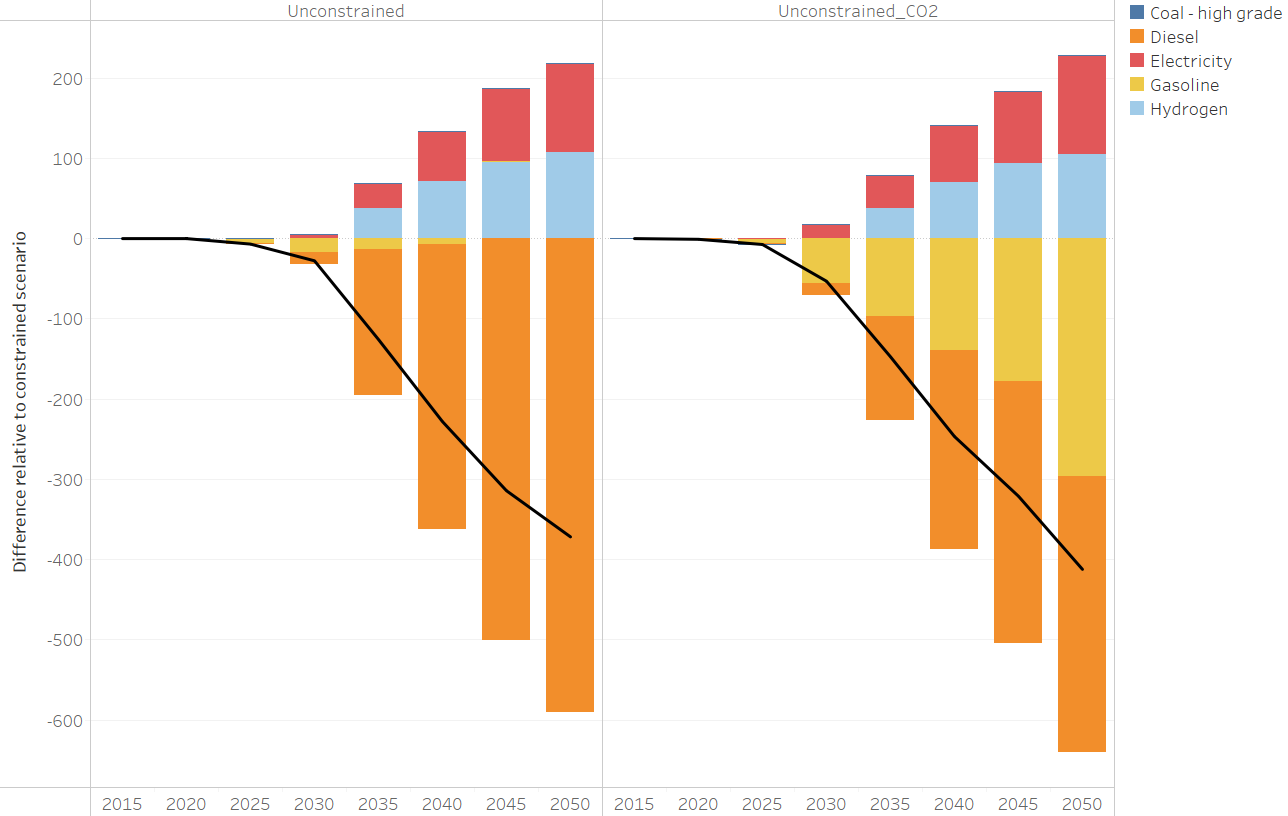 Unconstrained
Unconstrained_CO2
Coal - high grade
Diesel
Electricity
Gasoline
Hydrogen
Difference relative to constrained scenario
200
100
0
-100
-200
-300
-400
-500
-600
2015 2020 2025 2030 2035 2040 2045 2050
2015 2020 2025 2030 2035 2040 2045 2050